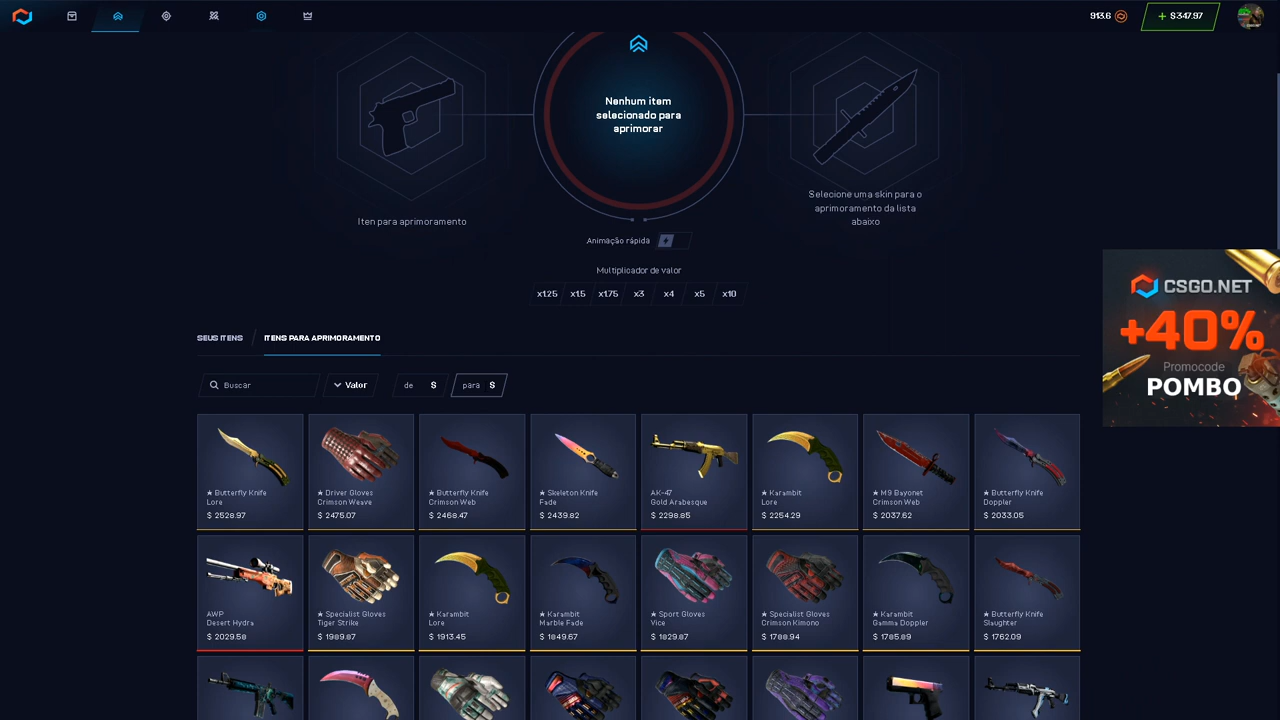 913.6
+ $347.97
Nenhum item
selecionado para
aprimorar
Iten para aprimoramento
Selecione uma skin para o
aprimoramento da lista
abaixo
Animação rápida
Multiplicador de valor
x1.25 x1.5 x1.75 x3 x4 x5 x10
SEUS ITENS / ITENS PARA APRIMORAMENTO
Buscar Valor de $ para $
CSGO.NET
+40%
Promocode
POMBO
★ Butterfly Knife
Lore
$ 2528.97
★ Driver Gloves
Crimson Weave
$ 2475.07
★ Butterfly Knife
Crimson Web
$ 2468.47
★ Skeleton Knife
Fade
$ 2439.82
AK-47
Gold Arabesque
$ 2298.85
★ Karambit
Lore
$ 2254.29
★ M9 Bayonet
Crimson Web
$ 2037.62
★ Butterfly Knife
Doppler
$ 2033.05
AWP
Desert Hydra
$ 2029.58
★ Specialist Gloves
Tiger Strike
$ 1989.87
★ Karambit
Lore
$ 1913.45
★ Karambit
Marble Fade
$ 1849.67
★ Sport Gloves
Vice
$ 1829.87
★ Specialist Gloves
Crimson Kimono
$ 1788.94
★ Karambit
Gamma Doppler
$ 1785.89
★ Butterfly Knife
Slaughter
$ 1762.09